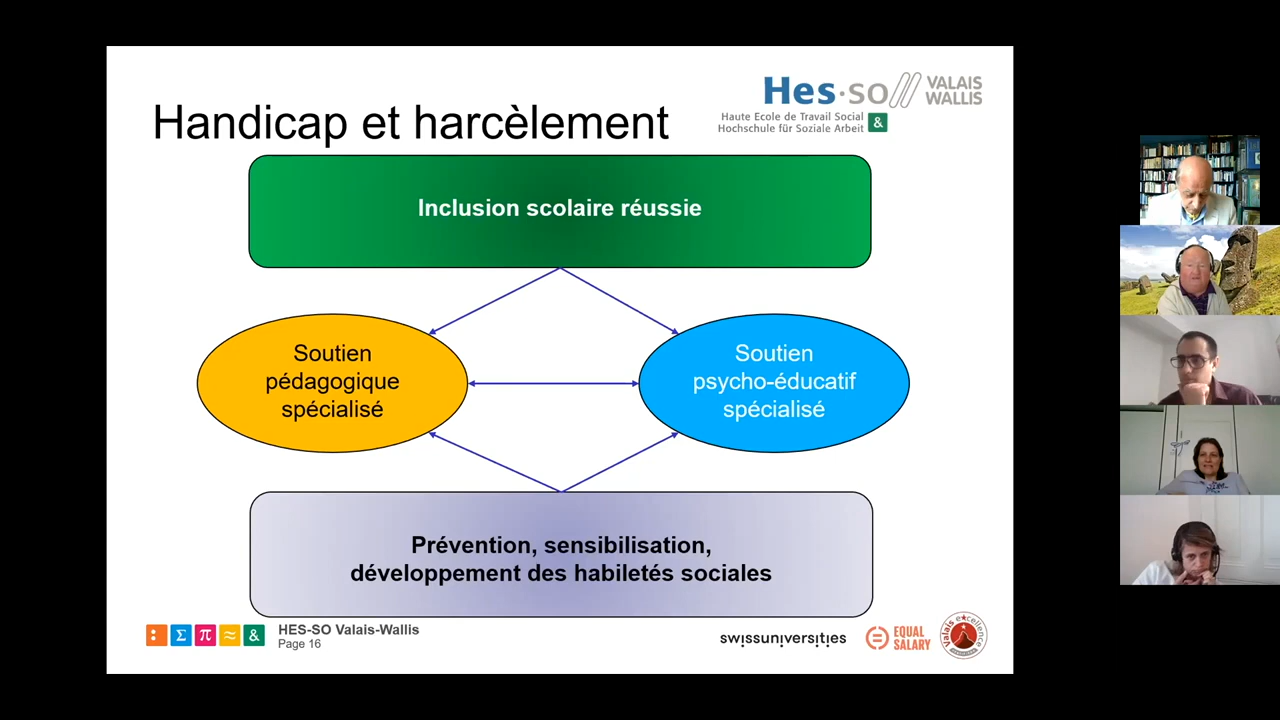 Hes·so VALAIS
WALLIS
Haute Ecole de Travail Social
Hochschule für Soziale Arbeit &
Handicap et harcèlement
Inclusion scolaire réussie
Soutien
pédagogique
spécialisé
Soutien
psycho-éducatif
spécialisé
Prévention, sensibilisation,
développement des habiletés sociales
: Σ π ≈ &
HES-SO Valais-Wallis
Page 16
swissuniversities
EQUAL
SALARY
Valais excellence